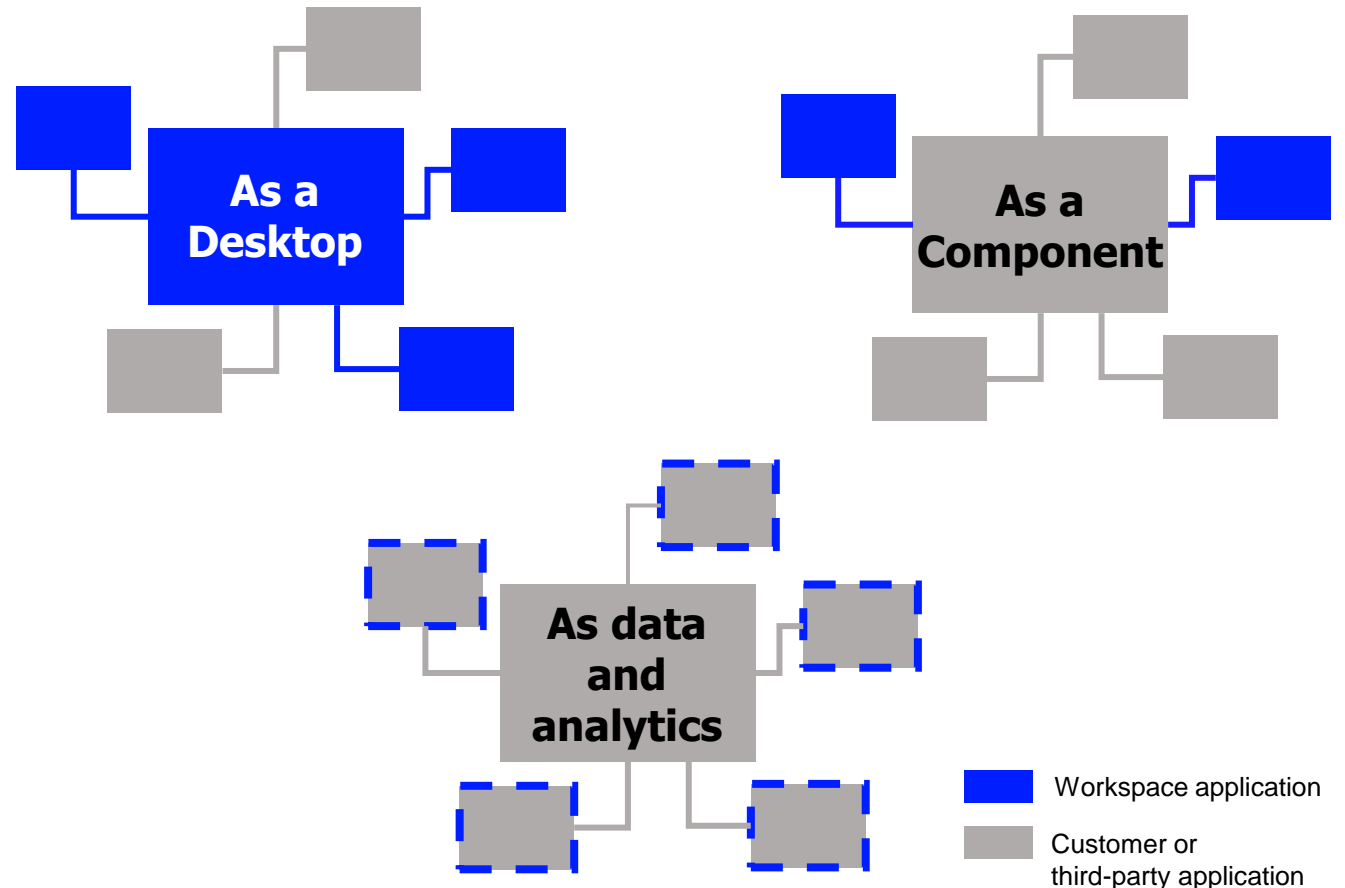 As a
Desktop
As a
Component
As data
and
analytics
Workspace application
Customer or
third-party application